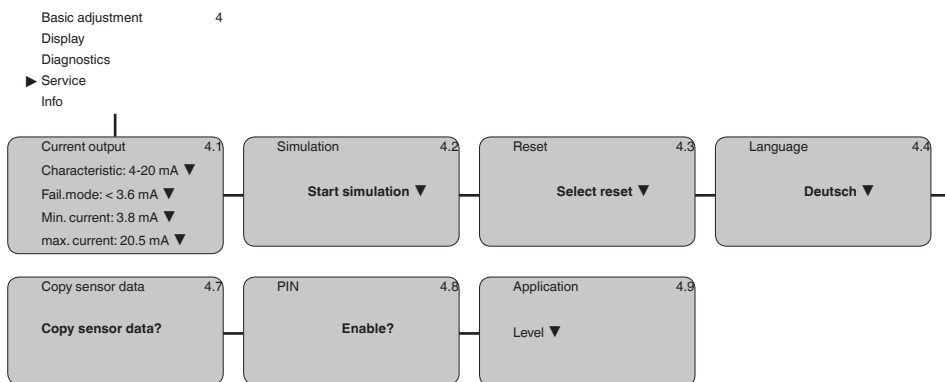 Basic adjustment 4
Display
Diagnostics
▶ Service
Info
Current output 4.1
Characteristic: 4-20 mA ▼
Fail.mode: < 3.6 mA ▼
Min. current: 3.8 mA ▼
max. current: 20.5 mA ▼
Simulation 4.2
Start simulation ▼
Reset 4.3
Select reset ▼
Language 4.4
Deutsch ▼
Copy sensor data 4.7
Copy sensor data?
PIN 4.8
Enable?
Application 4.9
Level ▼